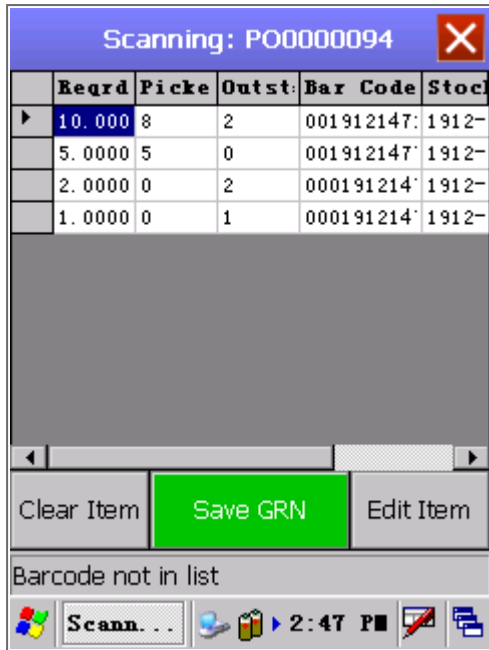 Scanning: PO0000094
Reqrd Picke Outst Bar Code Stock
10.000 8 2 001912147 1912-
5.0000 5 0 001912147 1912-
2.0000 0 2 000191214 1912-
1.0000 0 1 000191214 1912-
Clear Item Save GRN Edit Item
Barcode not in list
Scann... 2:47 PM